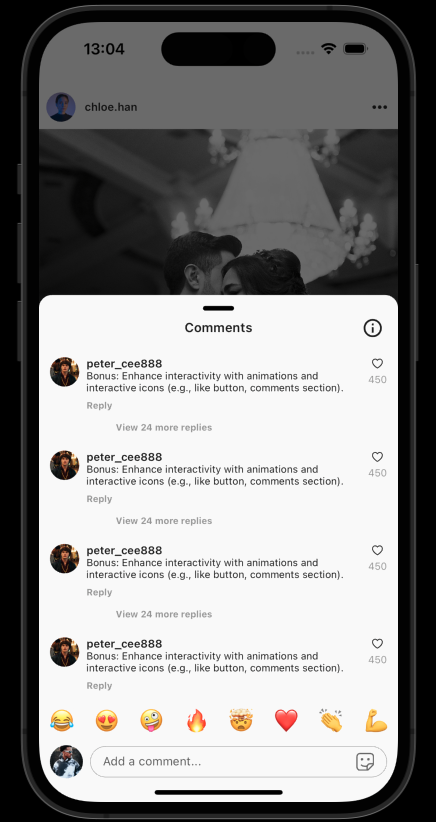 13:04
chloe.han
Comments
peter_cee888
Bonus: Enhance interactivity with animations and
interactive icons (e.g., like button, comments section).
450
Reply
View 24 more replies
peter_cee888
Bonus: Enhance interactivity with animations and
interactive icons (e.g., like button, comments section).
450
Reply
View 24 more replies
peter_cee888
Bonus: Enhance interactivity with animations and
interactive icons (e.g., like button, comments section).
450
Reply
View 24 more replies
peter_cee888
Bonus: Enhance interactivity with animations and
interactive icons (e.g., like button, comments section).
450
Reply
Add a comment...